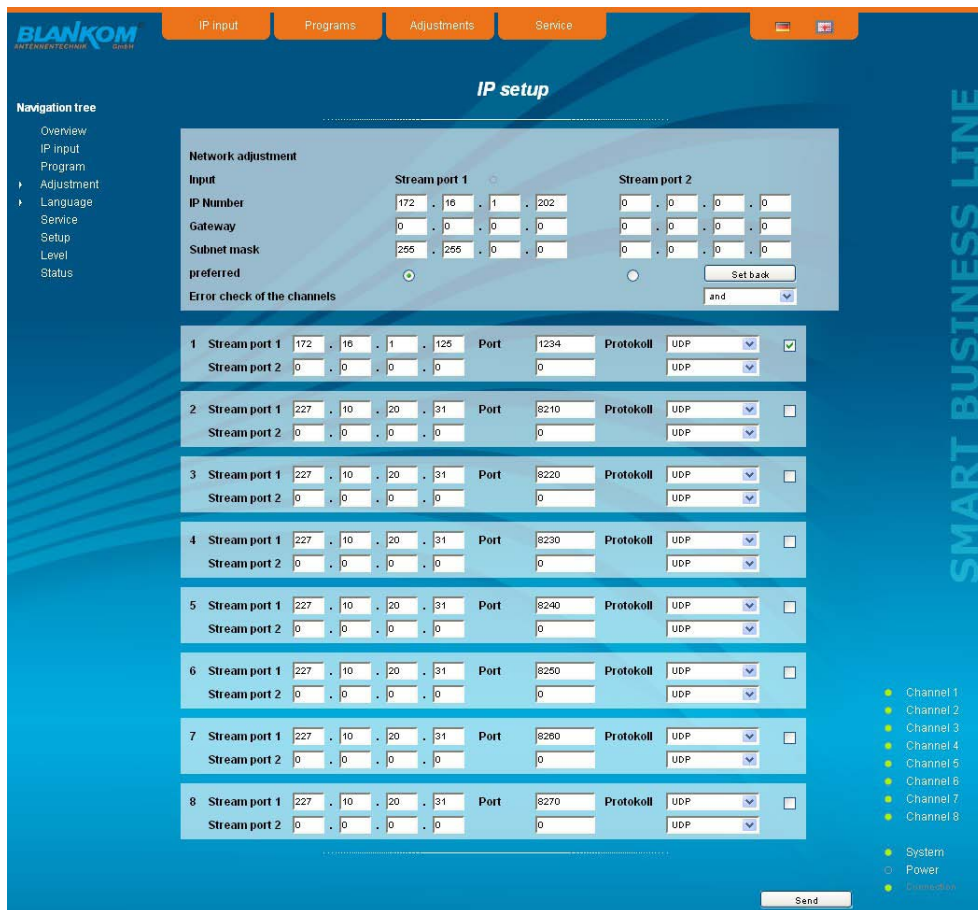 BLANKOM
ANTENNENTECHNIK GmbH
IP input Programs Adjustments Service
IP setup
Navigation tree
Overview
IP input
Program
Adjustment
Language
Service
Setup
Level
Status
Network adjustment
Input Stream port 1 Stream port 2
IP Number 172 . 16 . 1 . 202 0 . 0 . 0 . 0
Gateway 0 . 0 . 0 . 0 0 . 0 . 0 . 0
Subnet mask 255 . 255 . 0 . 0 0 . 0 . 0 . 0
preferred Set back
Error check of the channels and
1 Stream port 1 172 . 16 . 1 . 125 Port 1234 Protokoll UDP
Stream port 2 0 . 0 . 0 . 0 0 UDP
2 Stream port 1 227 . 10 . 20 . 31 Port 8210 Protokoll UDP
Stream port 2 0 . 0 . 0 . 0 0 UDP
3 Stream port 1 227 . 10 . 20 . 31 Port 8220 Protokoll UDP
Stream port 2 0 . 0 . 0 . 0 0 UDP
4 Stream port 1 227 . 10 . 20 . 31 Port 8230 Protokoll UDP
Stream port 2 0 . 0 . 0 . 0 0 UDP
5 Stream port 1 227 . 10 . 20 . 31 Port 8240 Protokoll UDP
Stream port 2 0 . 0 . 0 . 0 0 UDP
6 Stream port 1 227 . 10 . 20 . 31 Port 8250 Protokoll UDP
Stream port 2 0 . 0 . 0 . 0 0 UDP
7 Stream port 1 227 . 10 . 20 . 31 Port 8260 Protokoll UDP
Stream port 2 0 . 0 . 0 . 0 0 UDP
8 Stream port 1 227 . 10 . 20 . 31 Port 8270 Protokoll UDP
Stream port 2 0 . 0 . 0 . 0 0 UDP
Send
SMART BUSINESS LINE
Channel 1
Channel 2
Channel 3
Channel 4
Channel 5
Channel 6
Channel 7
Channel 8
System
Power
Connection